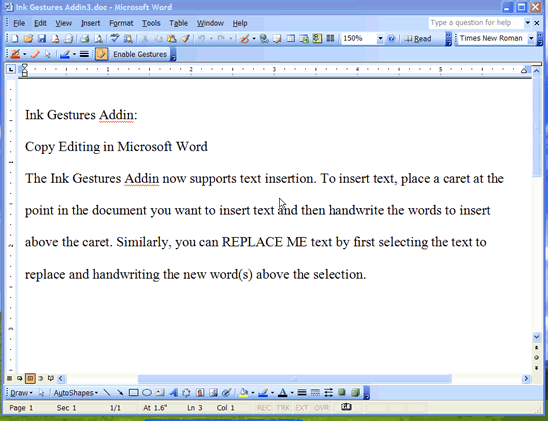 Ink Gestures Addin3.doc - Microsoft Word
File Edit View Insert Format Tools Table Window Help Type a question for help
150% Read Times New Roman
Enable Gestures
1 2 3 4 5
Ink Gestures Addin:
Copy Editing in Microsoft Word
The Ink Gestures Addin now supports text insertion. To insert text, place a caret at the
point in the document you want to insert text and then handwrite the words to insert
above the caret. Similarly, you can REPLACE ME text by first selecting the text to
replace and handwriting the new word(s) above the selection.
Draw AutoShapes
Page 1 Sec 1 1/1 At 1.6" Ln 3 Col 1 REC TRK EXT OVR